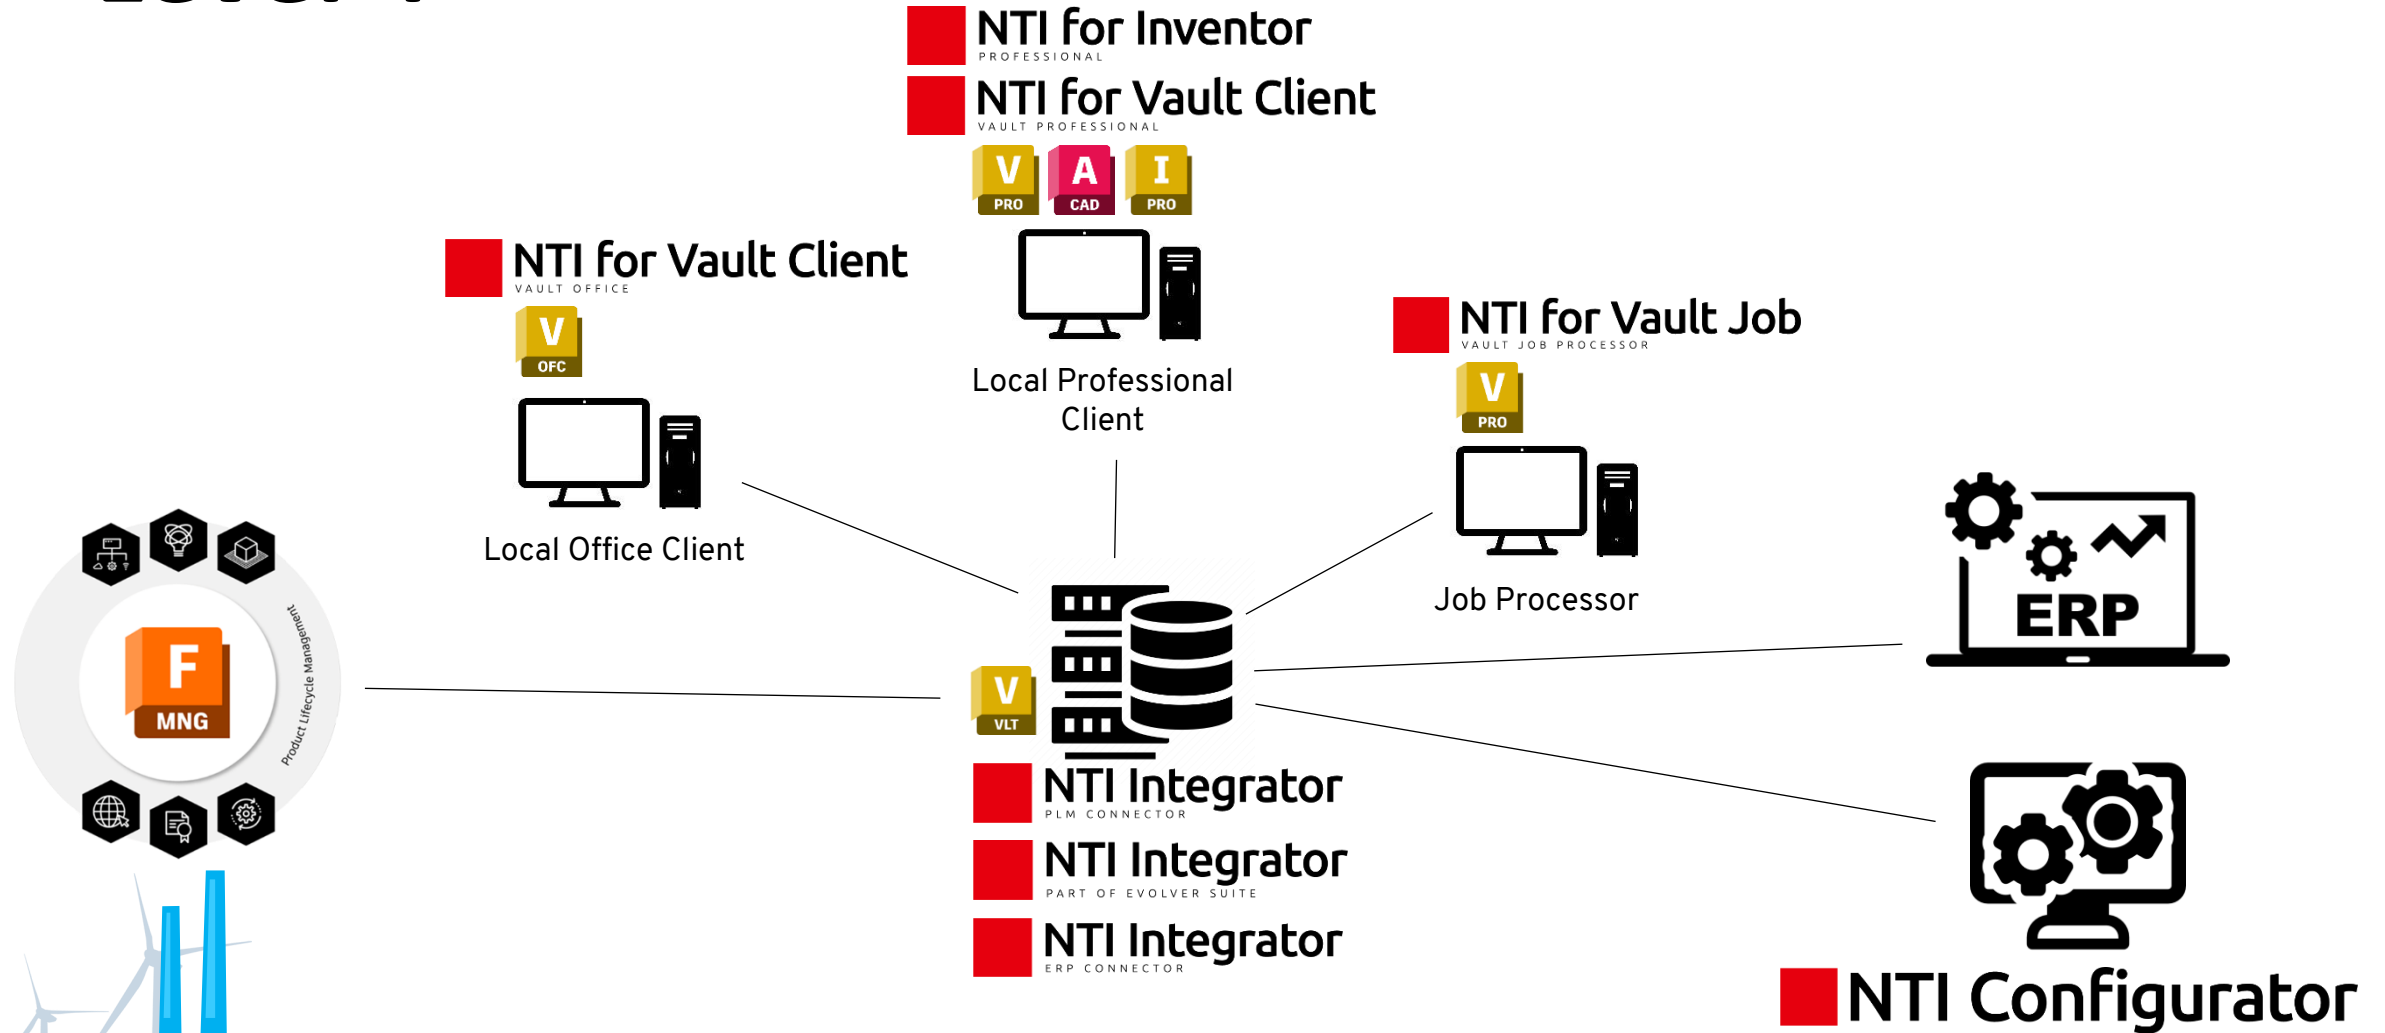 NTI for Inventor
PROFESSIONAL
NTI for Vault Client
VAULT PROFESSIONAL
V
PRO
A
CAD
I
PRO
Local Professional
Client
NTI for Vault Client
VAULT OFFICE
V
OFC
Local Office Client
NTI for Vault Job
VAULT JOB PROCESSOR
V
PRO
Job Processor
F
MNG
Product Lifecycle Management
V
VLT
NTI Integrator
PLM CONNECTOR
NTI Integrator
PART OF EVOLVER SUITE
NTI Integrator
ERP CONNECTOR
ERP
NTI Configurator